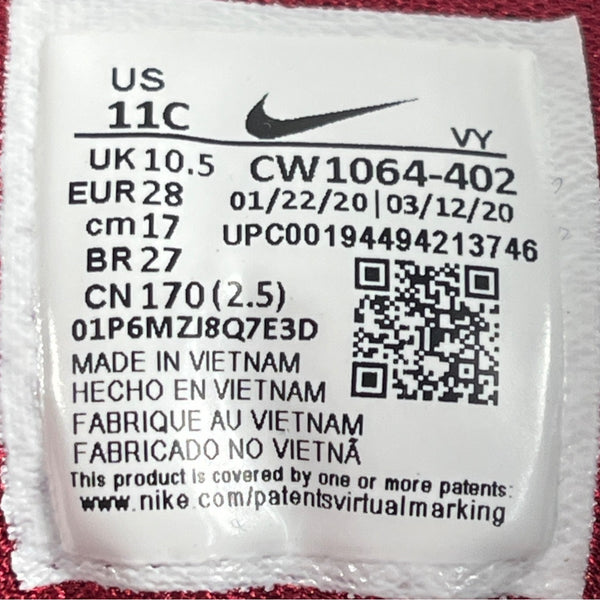 US
11C
VY
UK 10.5
CW1064-402
EUR 28
01/22/20|03/12/20
cm 17
UPC00194494213746
BR 27
CN 170 (2.5)
01P6MZJ8Q7E3D
MADE IN VIETNAM
HECHO EN VIETNAM
FABRIQUE AU VIETNAM
FABRICADO NO VIETNÃ
This product is covered by one or more patents:
www.nike.com/patentsvirtualmarking